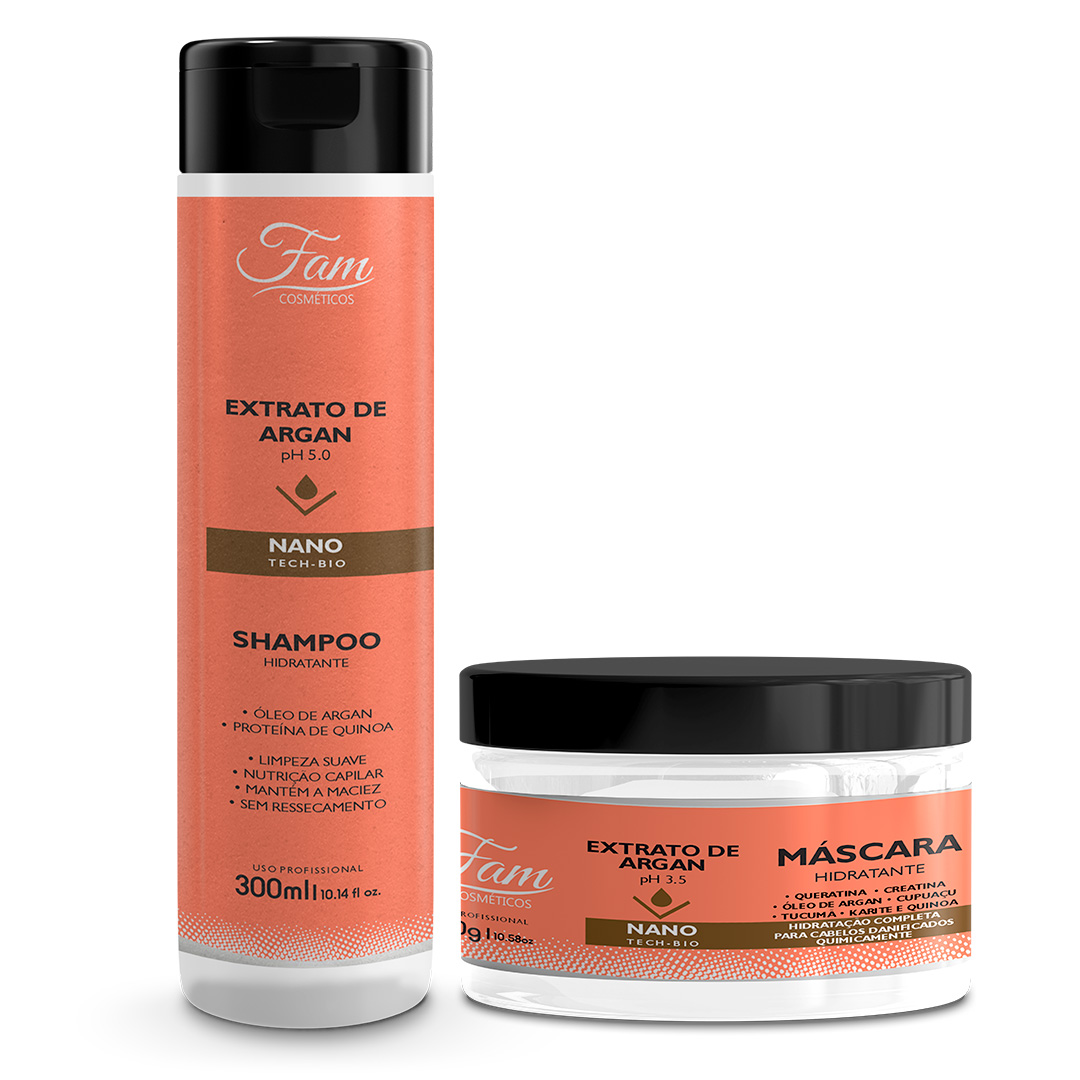 Fam
COSMÉTICOS
EXTRATO DE
ARGAN
pH 5.0
NANO
TECH-BIO
SHAMPOO
HIDRATANTE
• ÓLEO DE ARGAN
• PROTEÍNA DE QUINOA
• LIMPEZA SUAVE
• NUTRIÇÃO CAPILAR
• MANTÉM A MACIEZ
• SEM RESSECAMENTO
USO PROFISSIONAL
300ml | 10.14 fl oz.
Fam
COSMÉTICOS
PROFISSIONAL
0g | 10.58oz
EXTRATO DE
ARGAN
pH 3.5
NANO
TECH-BIO
MÁSCARA
HIDRATANTE
• QUERATINA • CREATINA
• ÓLEO DE ARGAN • CUPUAÇU
• TUCUMÃ • KARITE E QUINOA
HIDRATAÇÃO COMPLETA
PARA CABELOS DANIFICADOS
QUIMICAMENTE